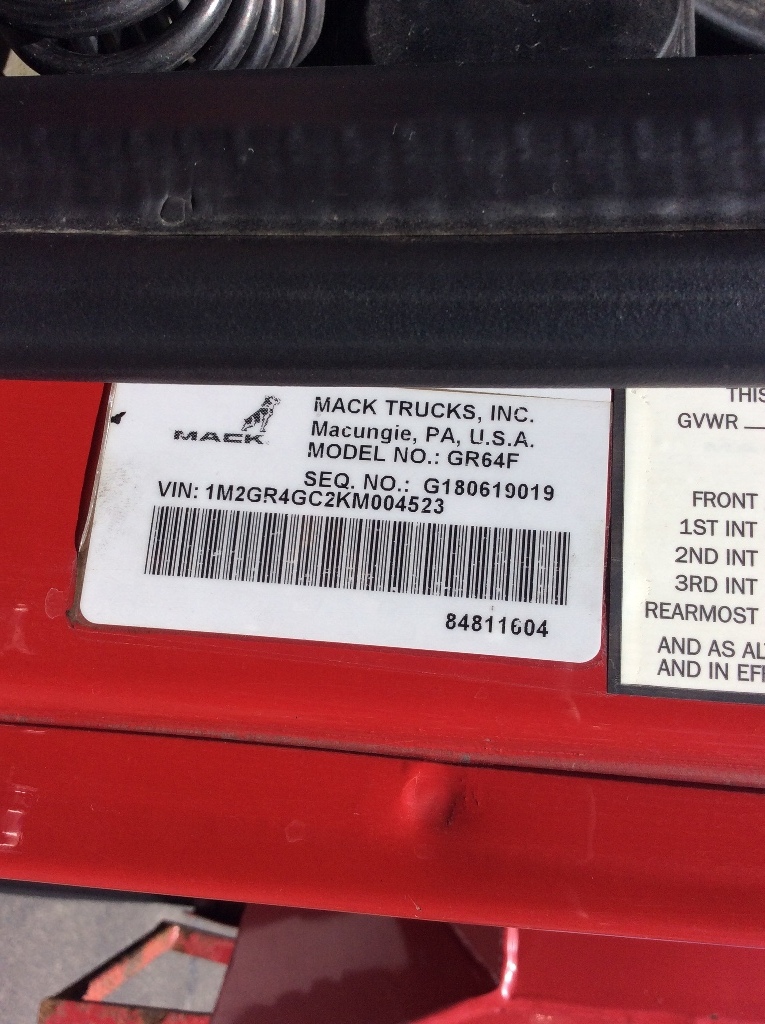 MACK
MACK TRUCKS, INC.
Macungie, PA, U.S.A.
MODEL NO.: GR64F
SEQ. NO.: G180619019
VIN: 1M2GR4GC2KM004523
84811604
THIS
GVWR
FRONT
1ST INT
2ND INT
3RD INT
REARMOST
AND AS AL
AND IN EFF